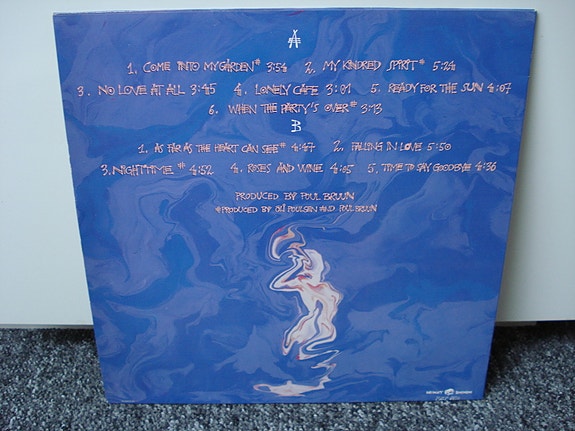 A
1. COME INTO MY GARDEN* 3:54 2. MY KINDRED SPIRIT* 5:24
3. NO LOVE AT ALL 3:45 4. LONELY CAFE 3:01 5. READY FOR THE SUN 4:07
6. WHEN THE PARTY'S OVER* 3:13
B
1. AS FAR AS THE HEART CAN SEE* 4:47 2. FALLING IN LOVE 5:50
3. NIGHTTIME* 4:52 4. ROSES AND WINE 4:05 5. TIME TO SAY GOODBYE 4:36
PRODUCED BY POUL BRUUN
*PRODUCED BY OLI POULSEN AND POUL BRUUN